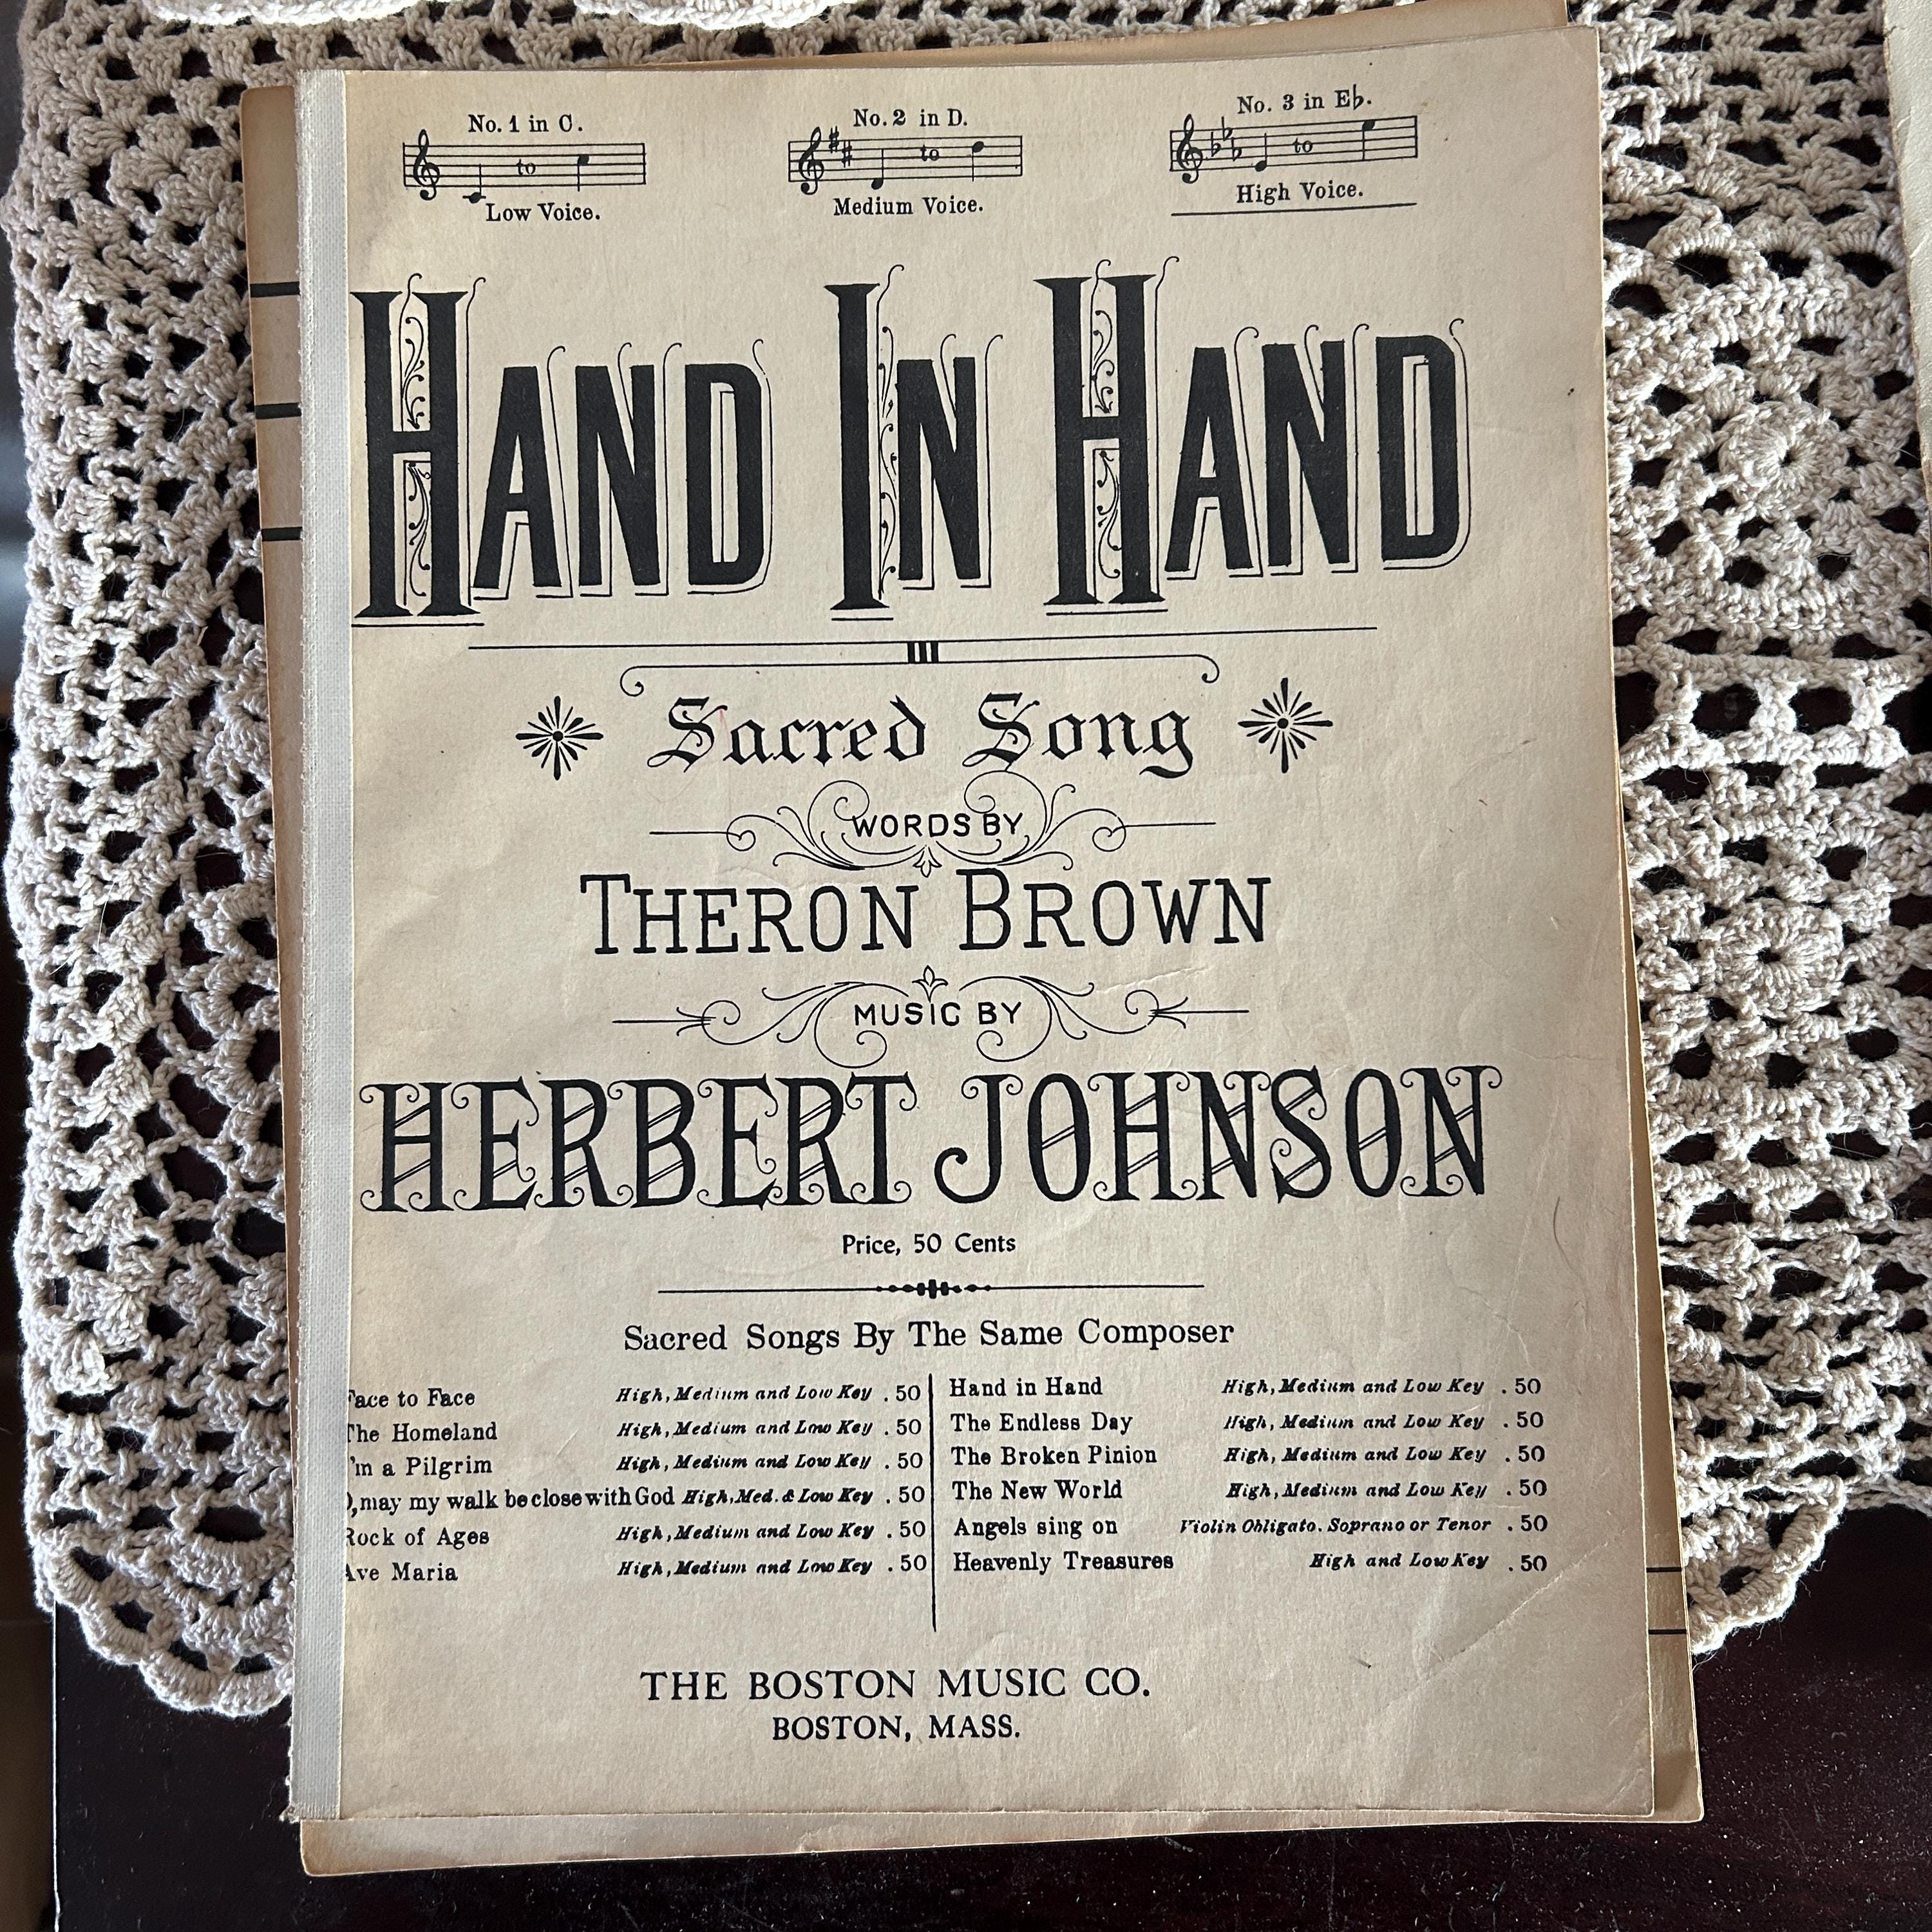 No. 1 in C.
to
Low Voice.
No. 2 in D.
to
Medium Voice.
No. 3 in E♭.
to
High Voice.
HAND IN HAND
Sacred Song
WORDS BY
THERON BROWN
MUSIC BY
HERBERT JOHNSON
Price, 50 Cents
Sacred Songs By The Same Composer
Face to Face High, Medium and Low Key .50
The Homeland High, Medium and Low Key .50
'm a Pilgrim High, Medium and Low Key .50
),may my walk be close with God High, Med. & Low Key .50
Rock of Ages High, Medium and Low Key .50
Ave Maria High, Medium and Low Key .50
Hand in Hand High, Medium and Low Key .50
The Endless Day High, Medium and Low Key .50
The Broken Pinion High, Medium and Low Key .50
The New World High, Medium and Low Key .50
Angels sing on Violin Obligato. Soprano or Tenor .50
Heavenly Treasures High and Low Key .50
THE BOSTON MUSIC CO.
BOSTON, MASS.